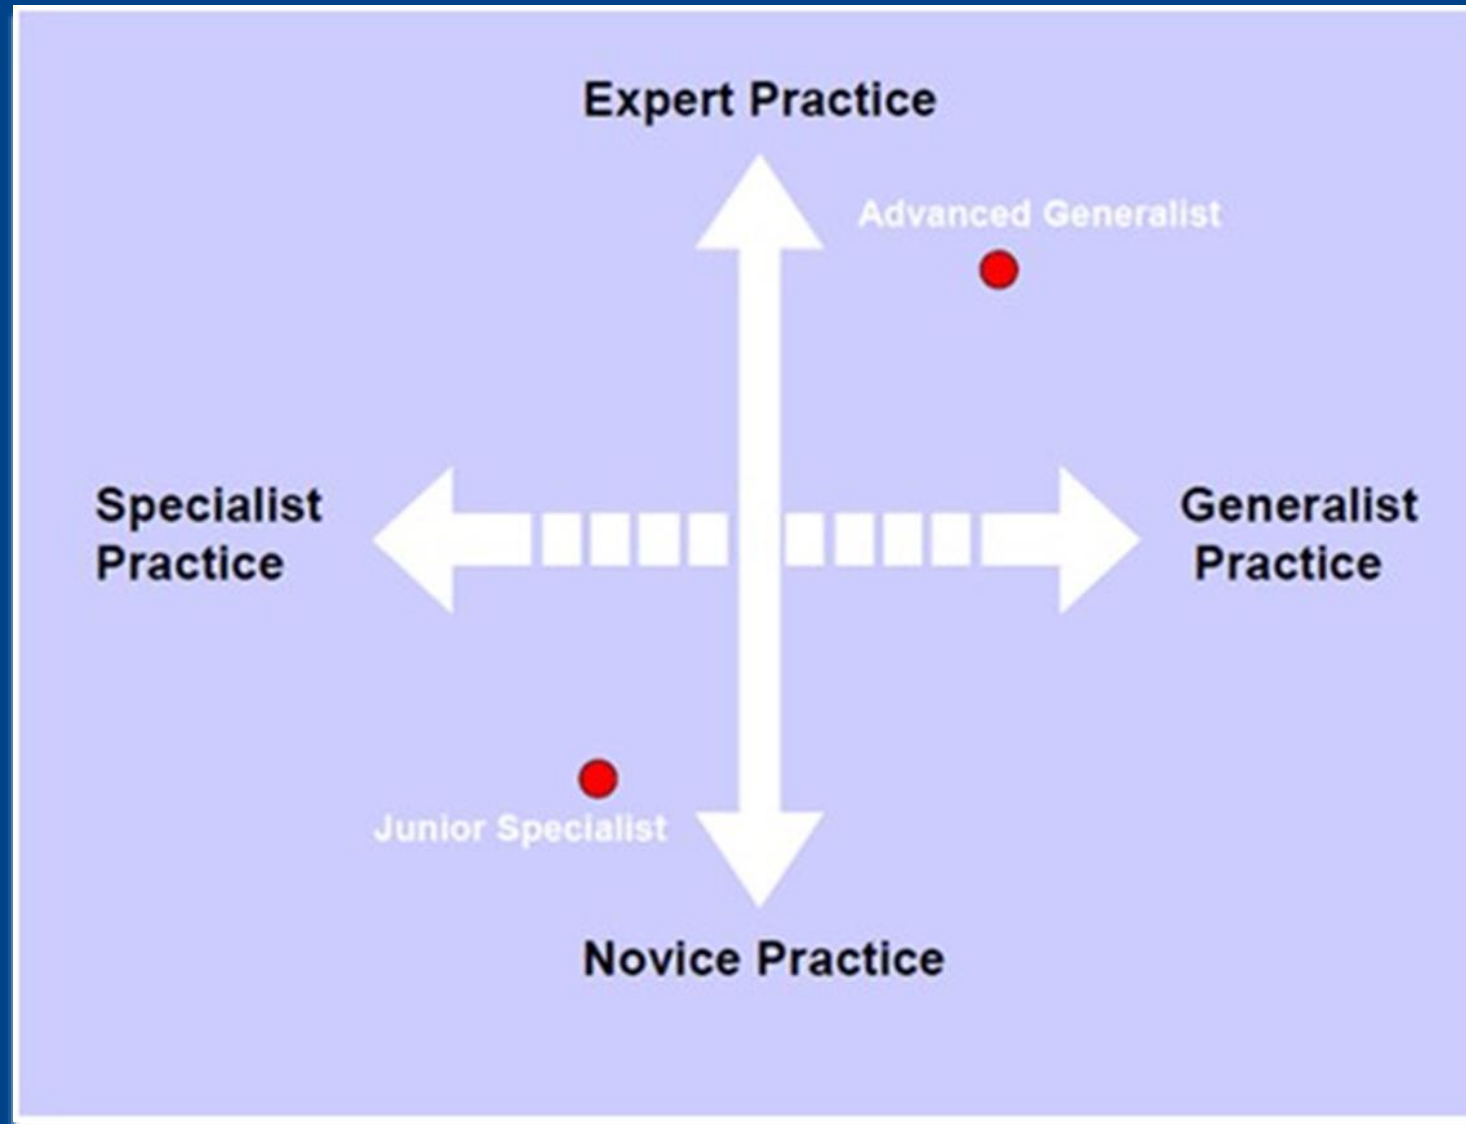 Expert Practice
Advanced Generalist
Specialist
Practice
Generalist
Practice
Junior Specialist
Novice Practice